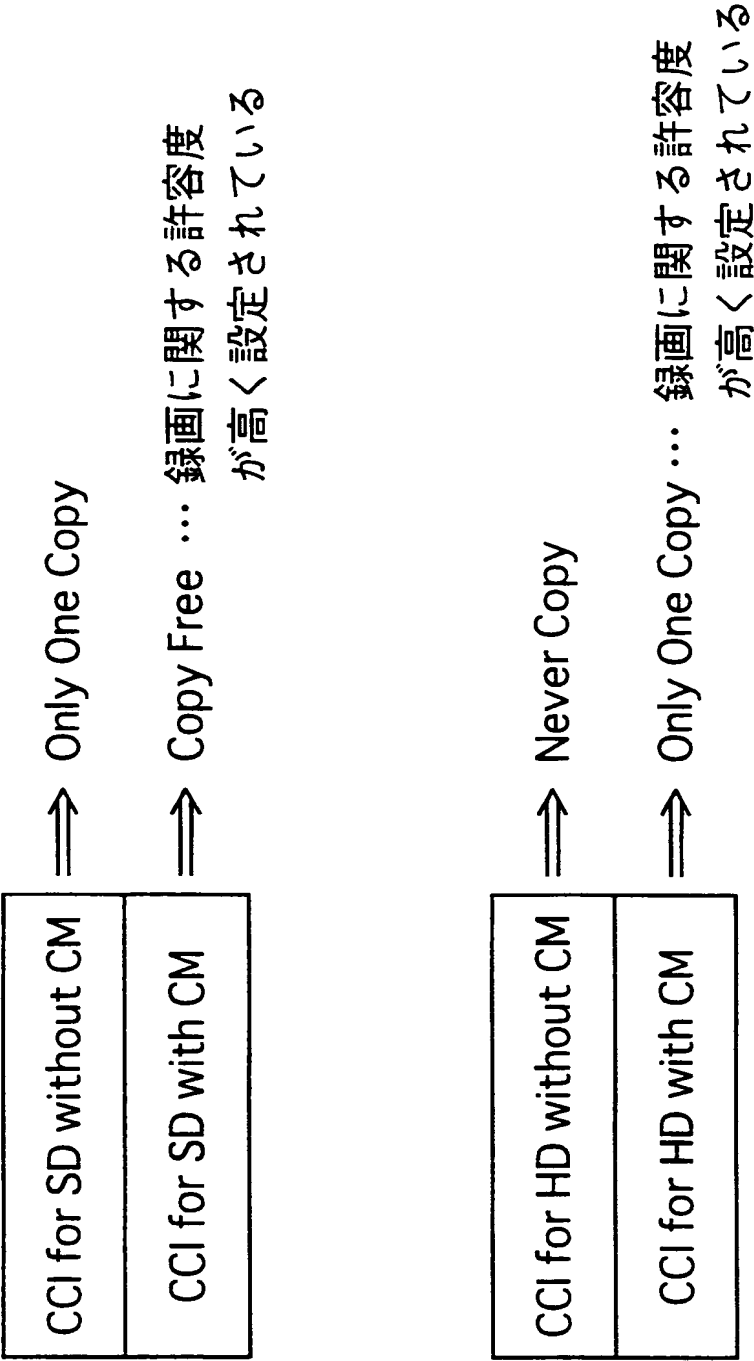 CCI for SD without CM ⇒ Only One Copy
CCI for SD with CM ⇒ Copy Free … 録画に関する許容度
が高く設定されている
CCI for HD without CM ⇒ Never Copy
CCI for HD with CM ⇒ Only One Copy … 録画に関する許容度
が高く設定されている